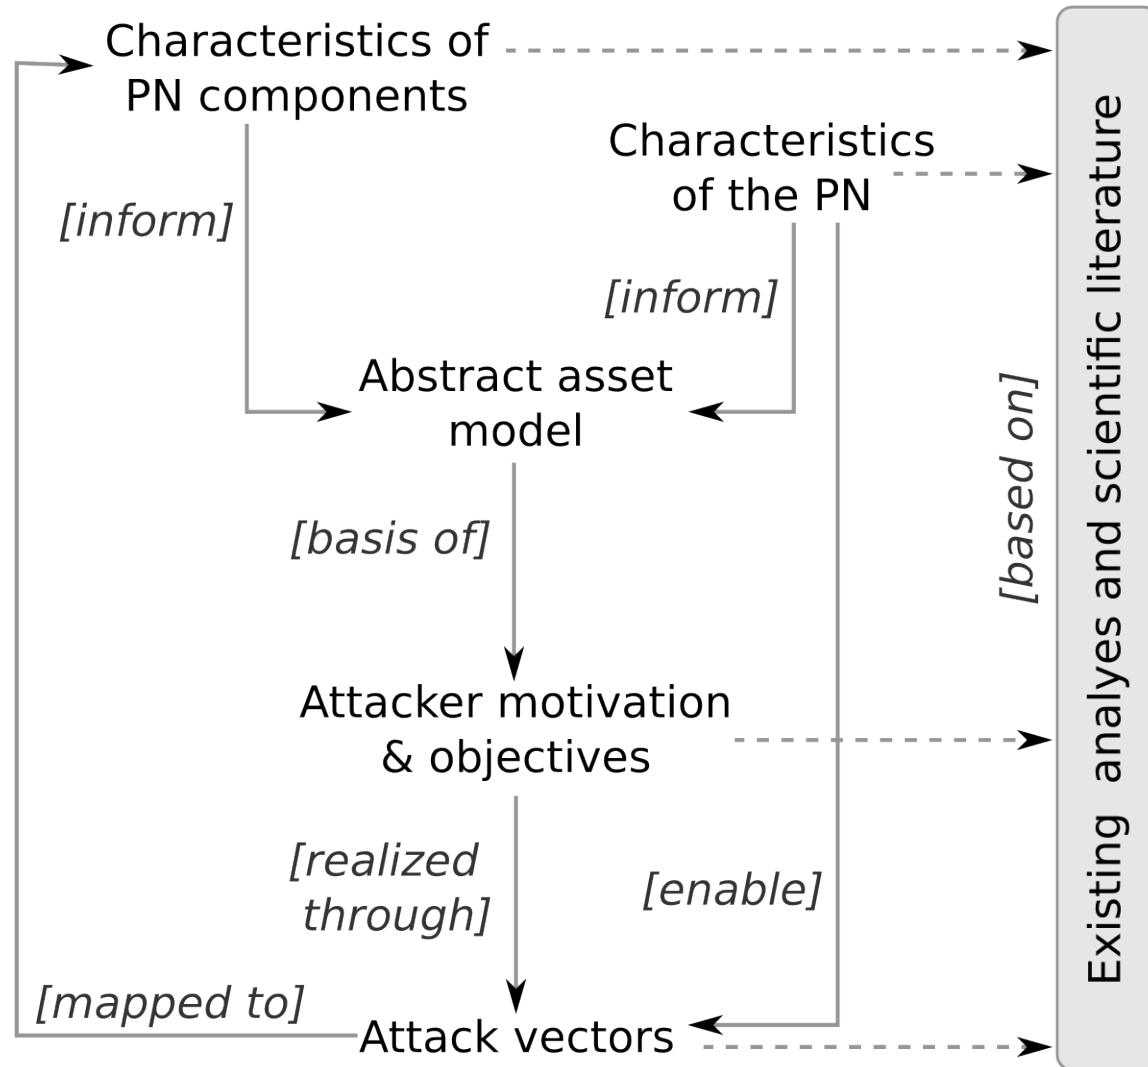 Characteristics of
PN components
Characteristics
of the PN
[inform]
[inform]
Abstract asset
model
[based on]
[basis of]
Attacker motivation
& objectives
[realized
through]
[enable]
[mapped to]
Attack vectors
Existing analyes and scientific literature